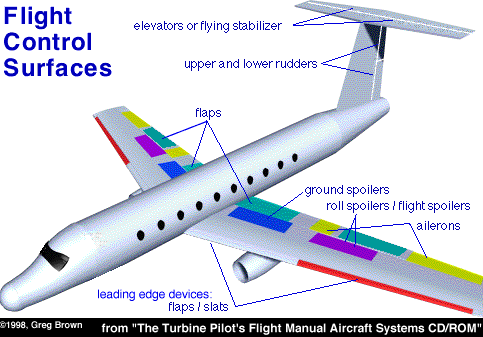 Flight
Control
Surfaces
elevators or flying stabilizer
upper and lower rudders
flaps
ground spoilers
roll spoilers / flight spoilers
ailerons
leading edge devices:
flaps / slats
©1998, Greg Brown
from "The Turbine Pilot's Flight Manual Aircraft Systems CD/ROM"